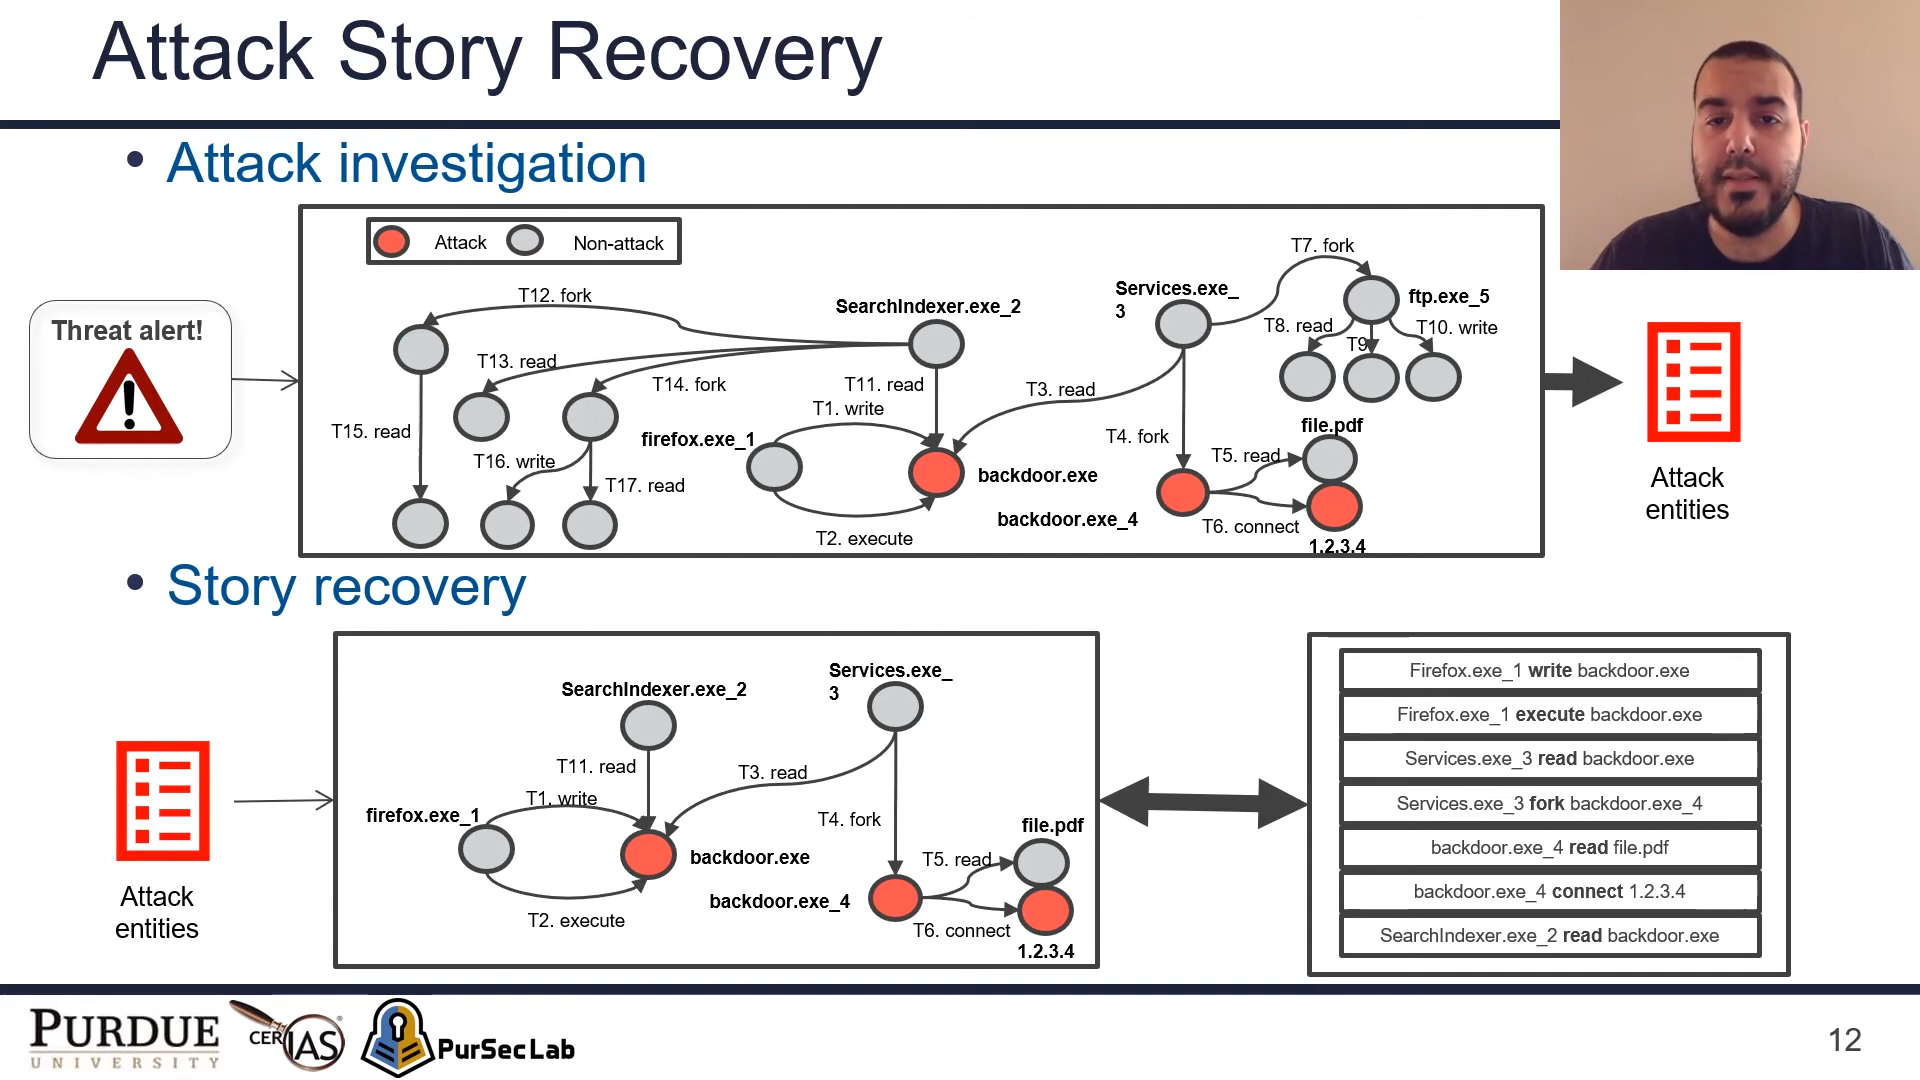 Attack Story Recovery
• Attack investigation
Attack
Non-attack
Threat alert!
T12. fork
T13. read
T14. fork
T15. read
T16. write
T17. read
SearchIndexer.exe_2
T11. read
T1. write
firefox.exe_1
T2. execute
backdoor.exe
backdoor.exe_4
T3. read
Services.exe_
3
T4. fork
T7. fork
ftp.exe_5
T8. read
T9
T10. write
file.pdf
T5. read
T6. connect
1.2.3.4
Attack
entities
• Story recovery
Attack
entities
SearchIndexer.exe_2
Services.exe_
3
T11. read
T3. read
T1. write
firefox.exe_1
T4. fork
file.pdf
backdoor.exe
T5. read
backdoor.exe_4
T2. execute
T6. connect
1.2.3.4
Firefox.exe_1 write backdoor.exe
Firefox.exe_1 execute backdoor.exe
Services.exe_3 read backdoor.exe
Services.exe_3 fork backdoor.exe_4
backdoor.exe_4 read file.pdf
backdoor.exe_4 connect 1.2.3.4
SearchIndexer.exe_2 read backdoor.exe
PURDUE
UNIVERSITY
CERIAS
PurSecLab
12